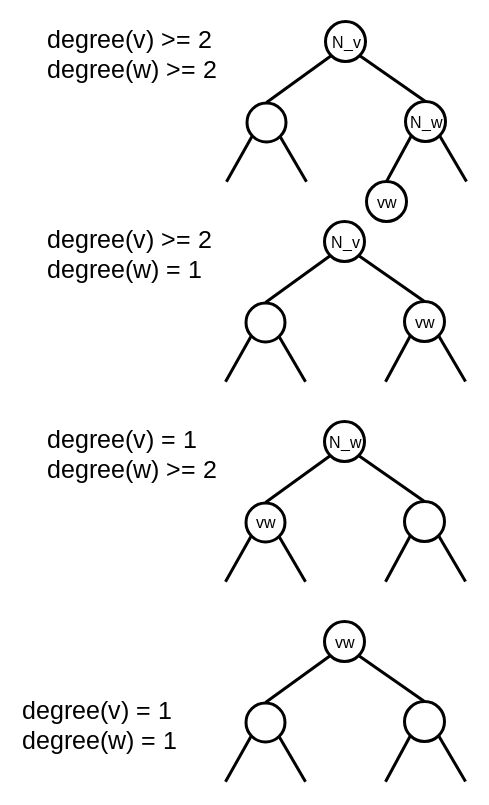 degree(v) >= 2
degree(w) >= 2
N_v
N_w
vw
degree(v) >= 2
degree(w) = 1
N_v
vw
degree(v) = 1
degree(w) >= 2
N_w
vw
degree(v) = 1
degree(w) = 1
vw